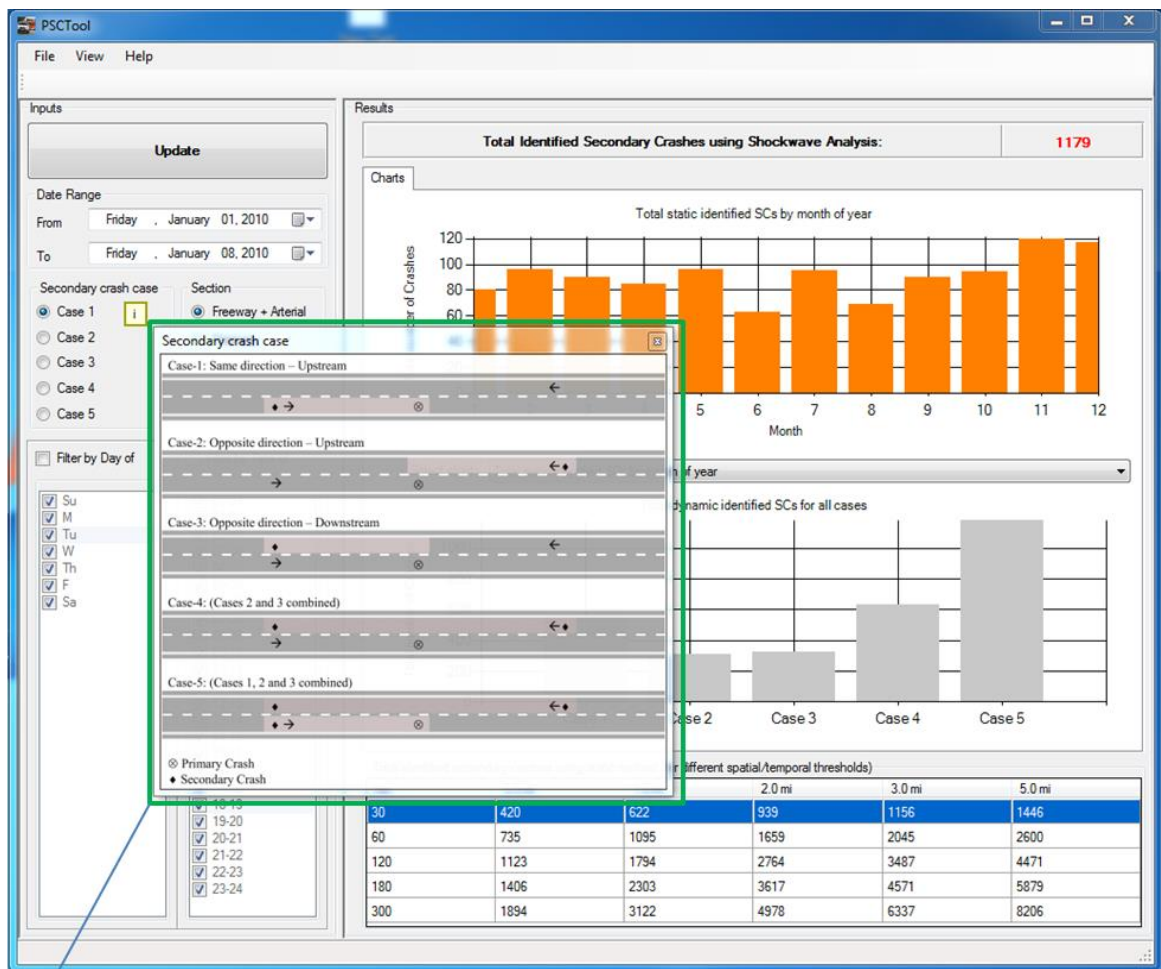 PSCTool
File View Help
Inputs
Update
Date Range
From Friday , January 01, 2010
To Friday , January 08, 2010
Secondary crash case
Case 1
i
Case 2
Case 3
Case 4
Case 5
Section
Freeway + Arterial
Filter by Day of
Su
M
Tu
W
Th
F
Sa
18-19
19-20
20-21
21-22
22-23
23-24
Results
Total Identified Secondary Crashes using Shockwave Analysis: 1179
Charts
Total static identified SCs by month of year
of Crashes
120
100
80
60
5 6 7 8 9 10 11 12
Month
of year
dynamic identified SCs for all cases
Case 2 Case 3 Case 4 Case 5
Secondary crash case
Case-1: Same direction – Upstream
Case-2: Opposite direction – Upstream
Case-3: Opposite direction – Downstream
Case-4: (Cases 2 and 3 combined)
Case-5: (Cases 1, 2 and 3 combined)
⊗ Primary Crash
♦ Secondary Crash
different spatial/temporal thresholds)
2.0 mi 3.0 mi 5.0 mi
30 420 622 939 1156 1446
60 735 1095 1659 2045 2600
120 1123 1794 2764 3487 4471
180 1406 2303 3617 4571 5879
300 1894 3122 4978 6337 8206